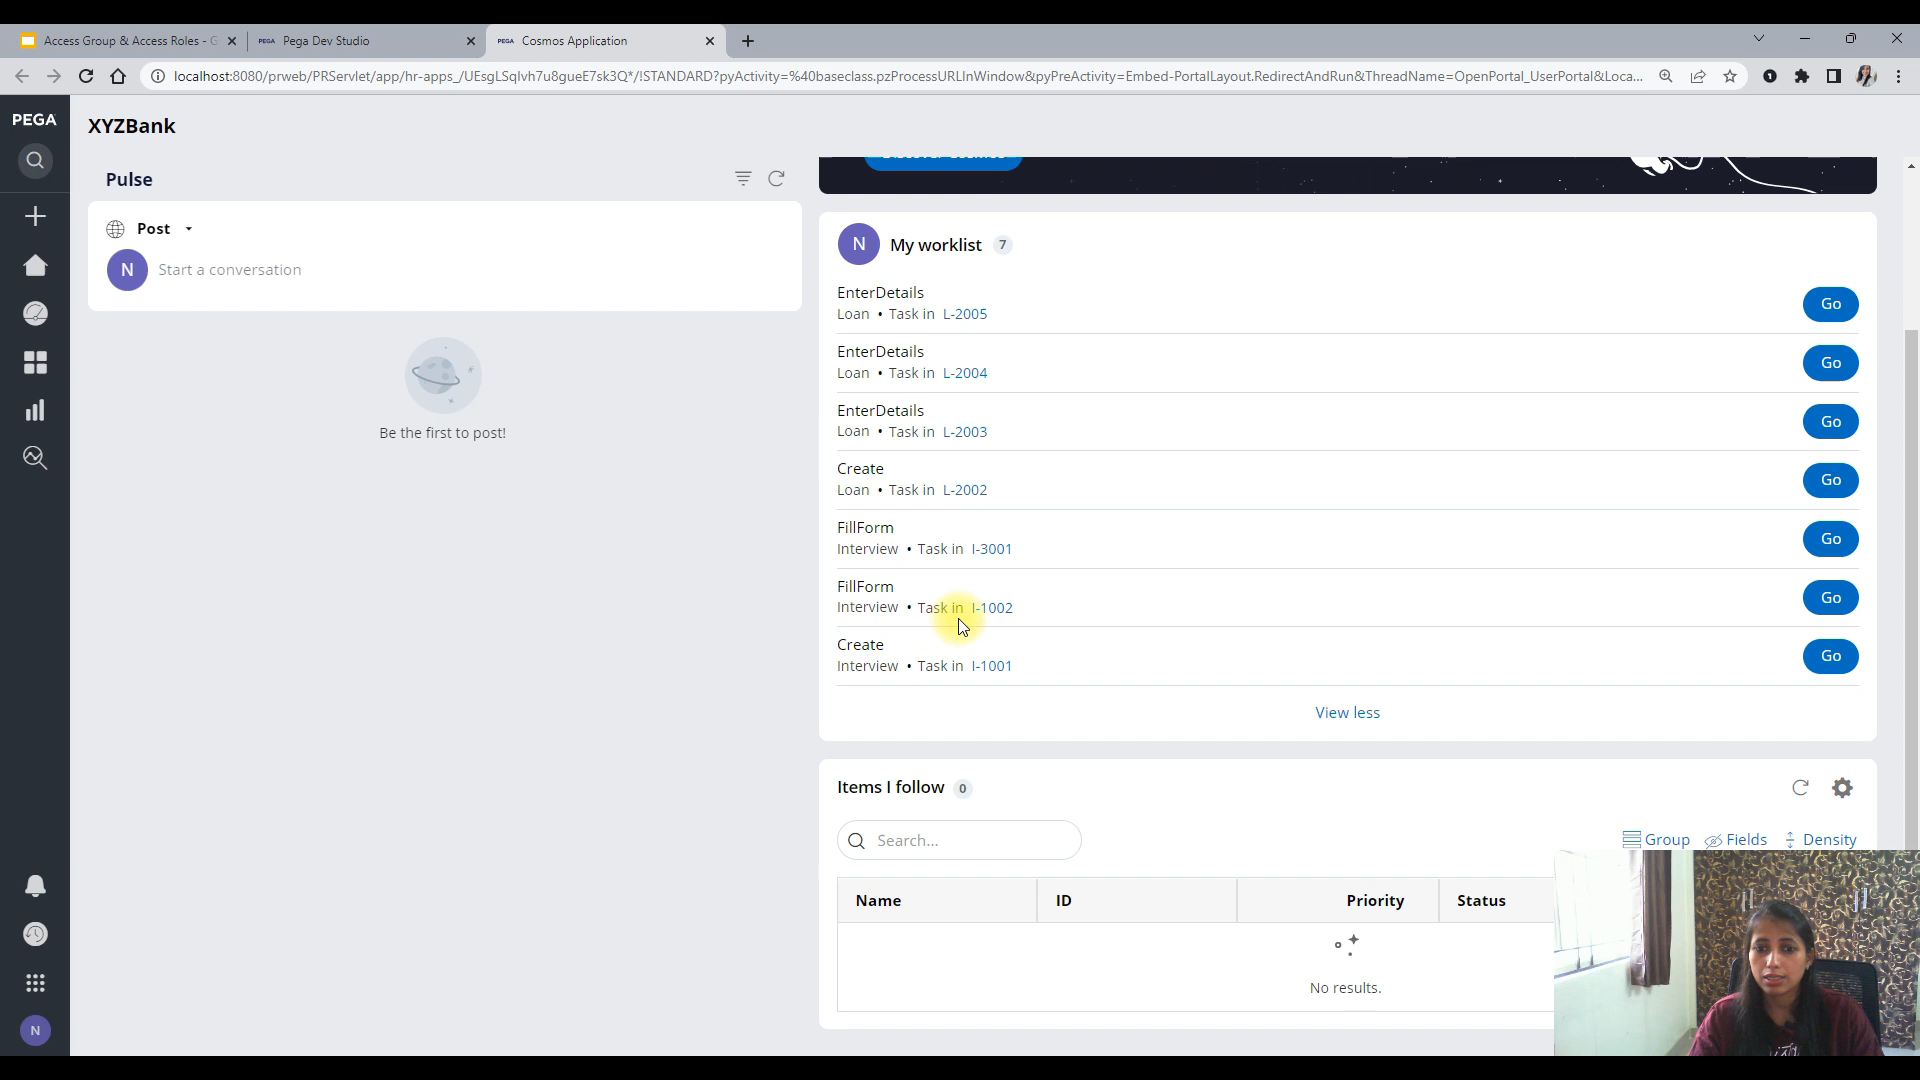 Access Group & Access Roles - G
PEGA Pega Dev Studio
PEGA Cosmos Application
localhost:8080/prweb/PRServlet/app/hr-apps_/UEsgLSqIvh7u8gueE7sk3Q*/!STANDARD?pyActivity=%40baseclass.pzProcessURLInWindow&pyPreActivity=Embed-PortalLayout.RedirectAndRun&ThreadName=OpenPortal_UserPortal&Loca...
PEGA
XYZBank
Pulse
Post
N
Start a conversation
Be the first to post!
N
My worklist 7
EnterDetails
Loan • Task in L-2005
Go
EnterDetails
Loan • Task in L-2004
Go
EnterDetails
Loan • Task in L-2003
Go
Create
Loan • Task in L-2002
Go
FillForm
Interview • Task in I-3001
Go
FillForm
Interview • Task in I-1002
Go
Create
Interview • Task in I-1001
Go
View less
Items I follow 0
Search...
Group Fields Density
Name ID Priority Status
No results.
N